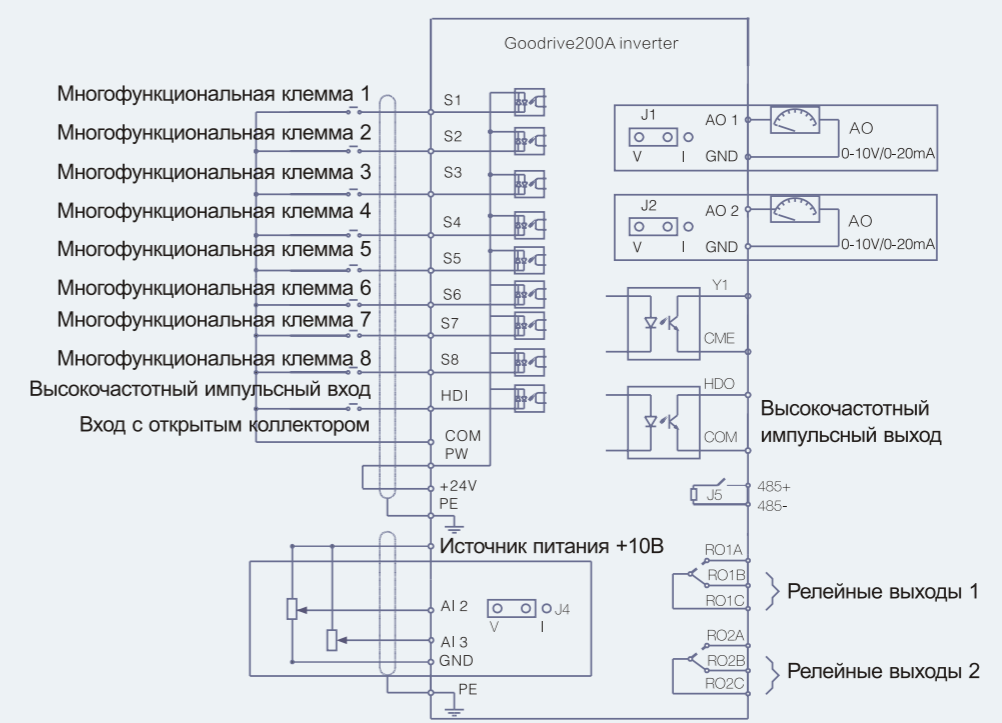 Goodrive200A inverter
Многофункциональная клемма 1
S1
Многофункциональная клемма 2
S2
Многофункциональная клемма 3
S3
Многофункциональная клемма 4
S4
Многофункциональная клемма 5
S5
Многофункциональная клемма 6
S6
Многофункциональная клемма 7
S7
Многофункциональная клемма 8
S8
Высокочастотный импульсный вход
HDI
Вход с открытым коллектором
COM
PW
+24V
PE
Источник питания +10В
AI 2
J4
V I
AI 3
GND
PE
J1
AO 1
AO
V I
GND
0-10V/0-20mA
J2
AO 2
AO
V I
GND
0-10V/0-20mA
Y1
CME
HDO
Высокочастотный
импульсный выход
COM
J5
485+
485-
RO1A
RO1B
RO1C
Релейные выходы 1
RO2A
RO2B
RO2C
Релейные выходы 2